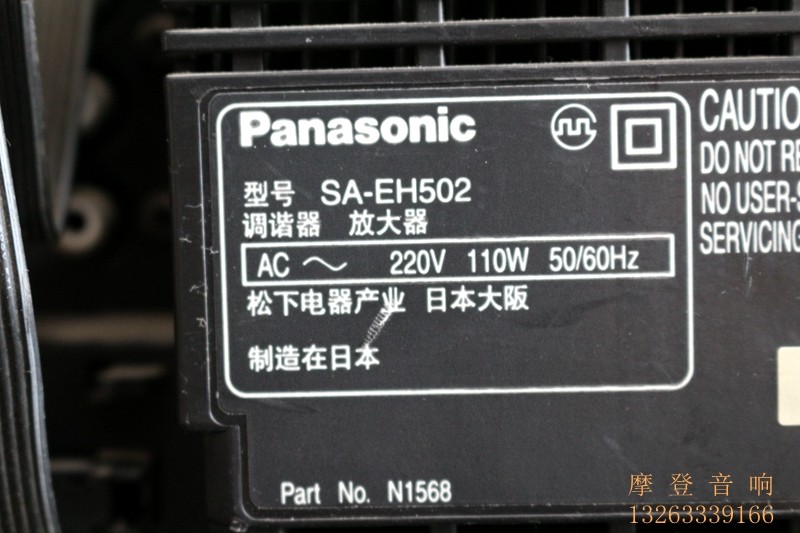 Panasonic
型号 SA-EH502
调谐器 放大器
AC ～ 220V 110W 50/60Hz
松下电器产业 日本大阪
制造在日本
Part No. N1568
CAUTIO
DO NOT RE
NO USER-S
SERVICING
摩登音响
13263339166